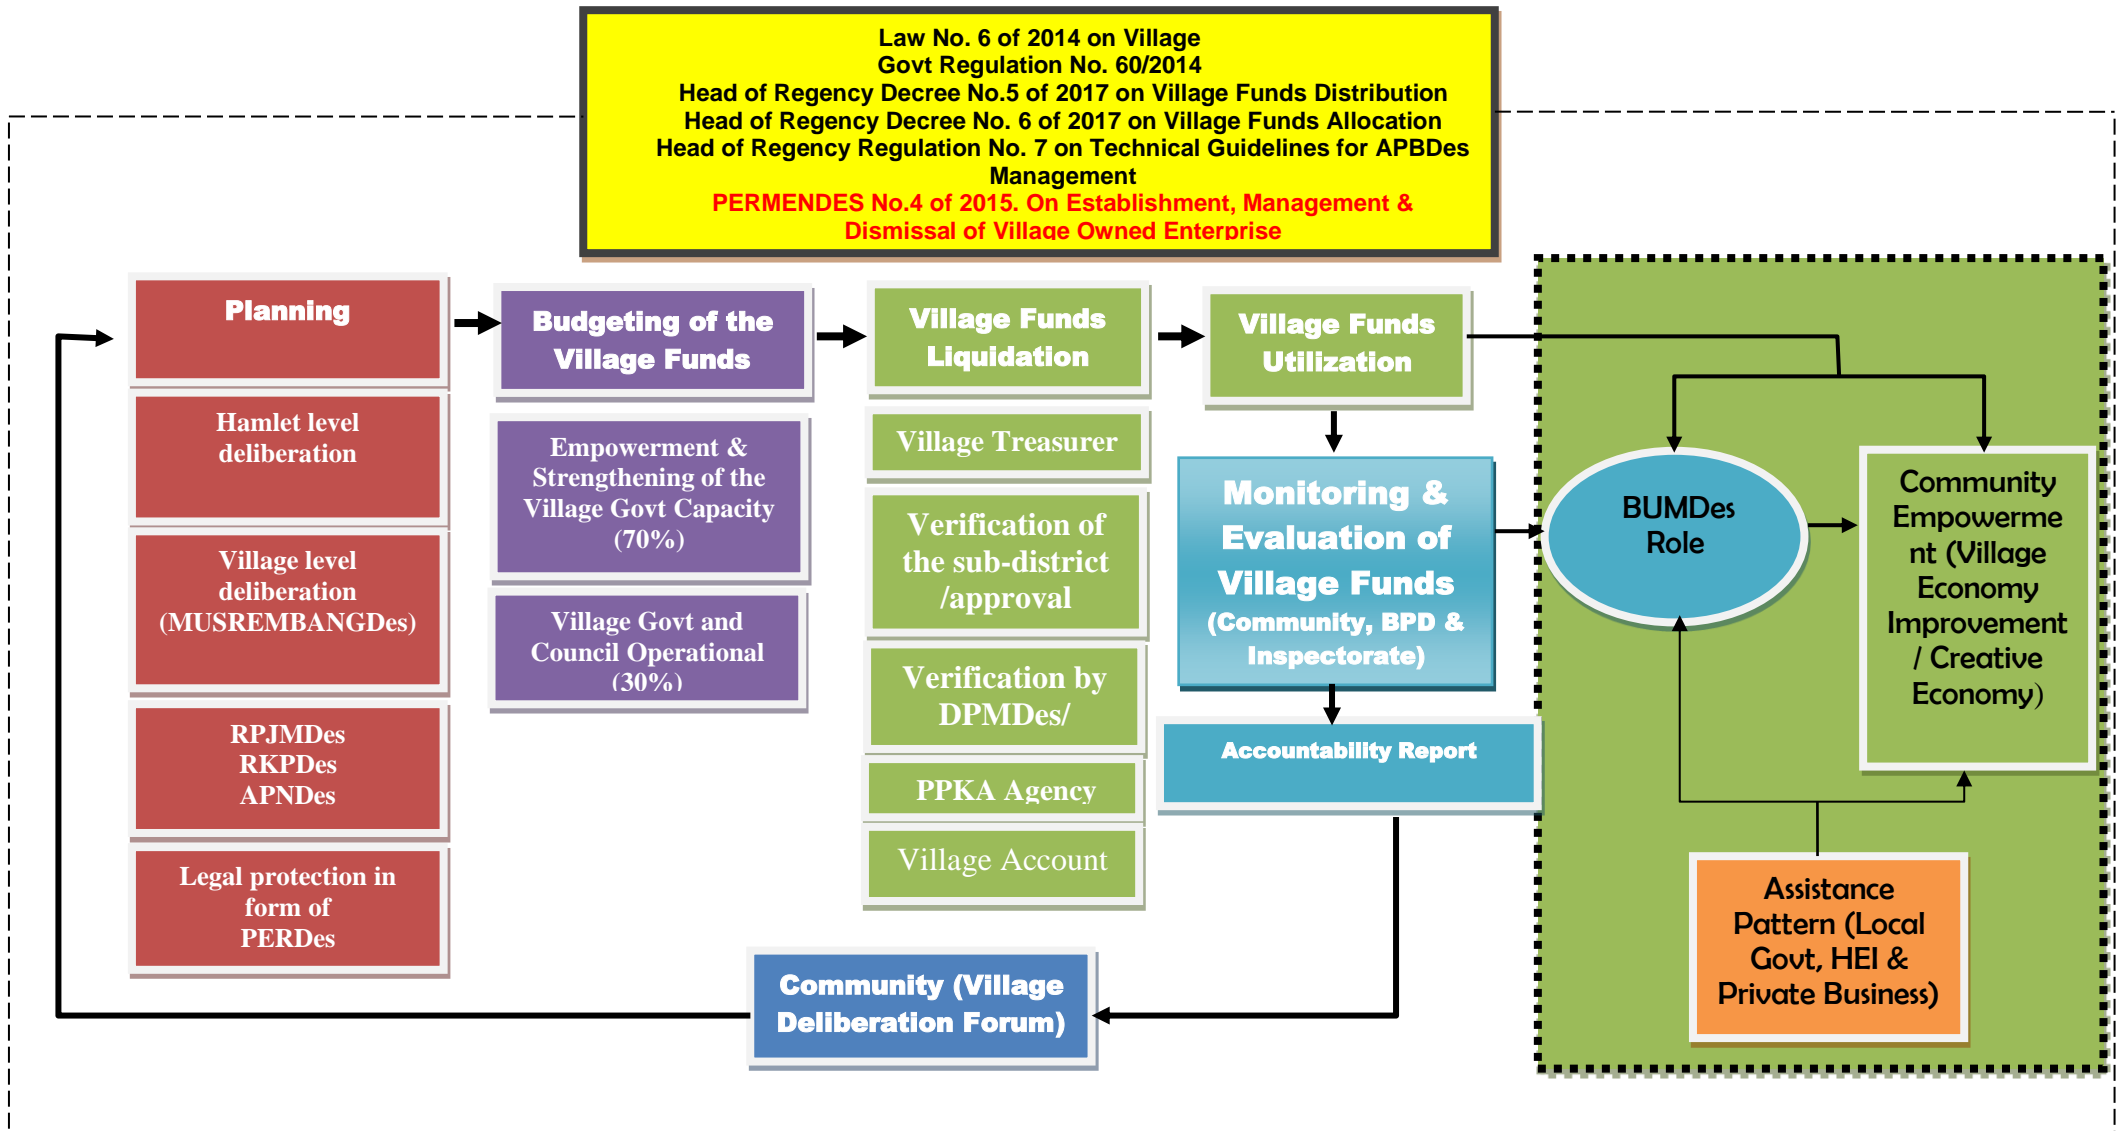 Law No. 6 of 2014 on Village
Govt Regulation No. 60/2014
Head of Regency Decree No.5 of 2017 on Village Funds Distribution
Head of Regency Decree No. 6 of 2017 on Village Funds Allocation
Head of Regency Regulation No. 7 on Technical Guidelines for APBDes
Management
PERMENDES No.4 of 2015. On Establishment, Management &
Dismissal of Village Owned Enterprise
Planning
Hamlet level
deliberation
Village level
deliberation
(MUSREMBANGDes)
RPJMDes
RKPDes
APNDes
Legal protection in
form of
PERDes
Budgeting of the
Village Funds
Empowerment &
Strengthening of the
Village Govt Capacity
(70%)
Village Govt and
Council Operational
(30%)
Village Funds
Liquidation
Village Treasurer
Verification of
the sub-district
/approval
Verification by
DPMDes/
PPKA Agency
Village Account
Village Funds
Utilization
Monitoring &
Evaluation of
Village Funds
(Community, BPD &
Inspectorate)
Accountability Report
Community (Village
Deliberation Forum)
BUMDes
Role
Community
Empowerme
nt (Village
Economy
Improvement
/ Creative
Economy)
Assistance
Pattern (Local
Govt, HEI &
Private Business)